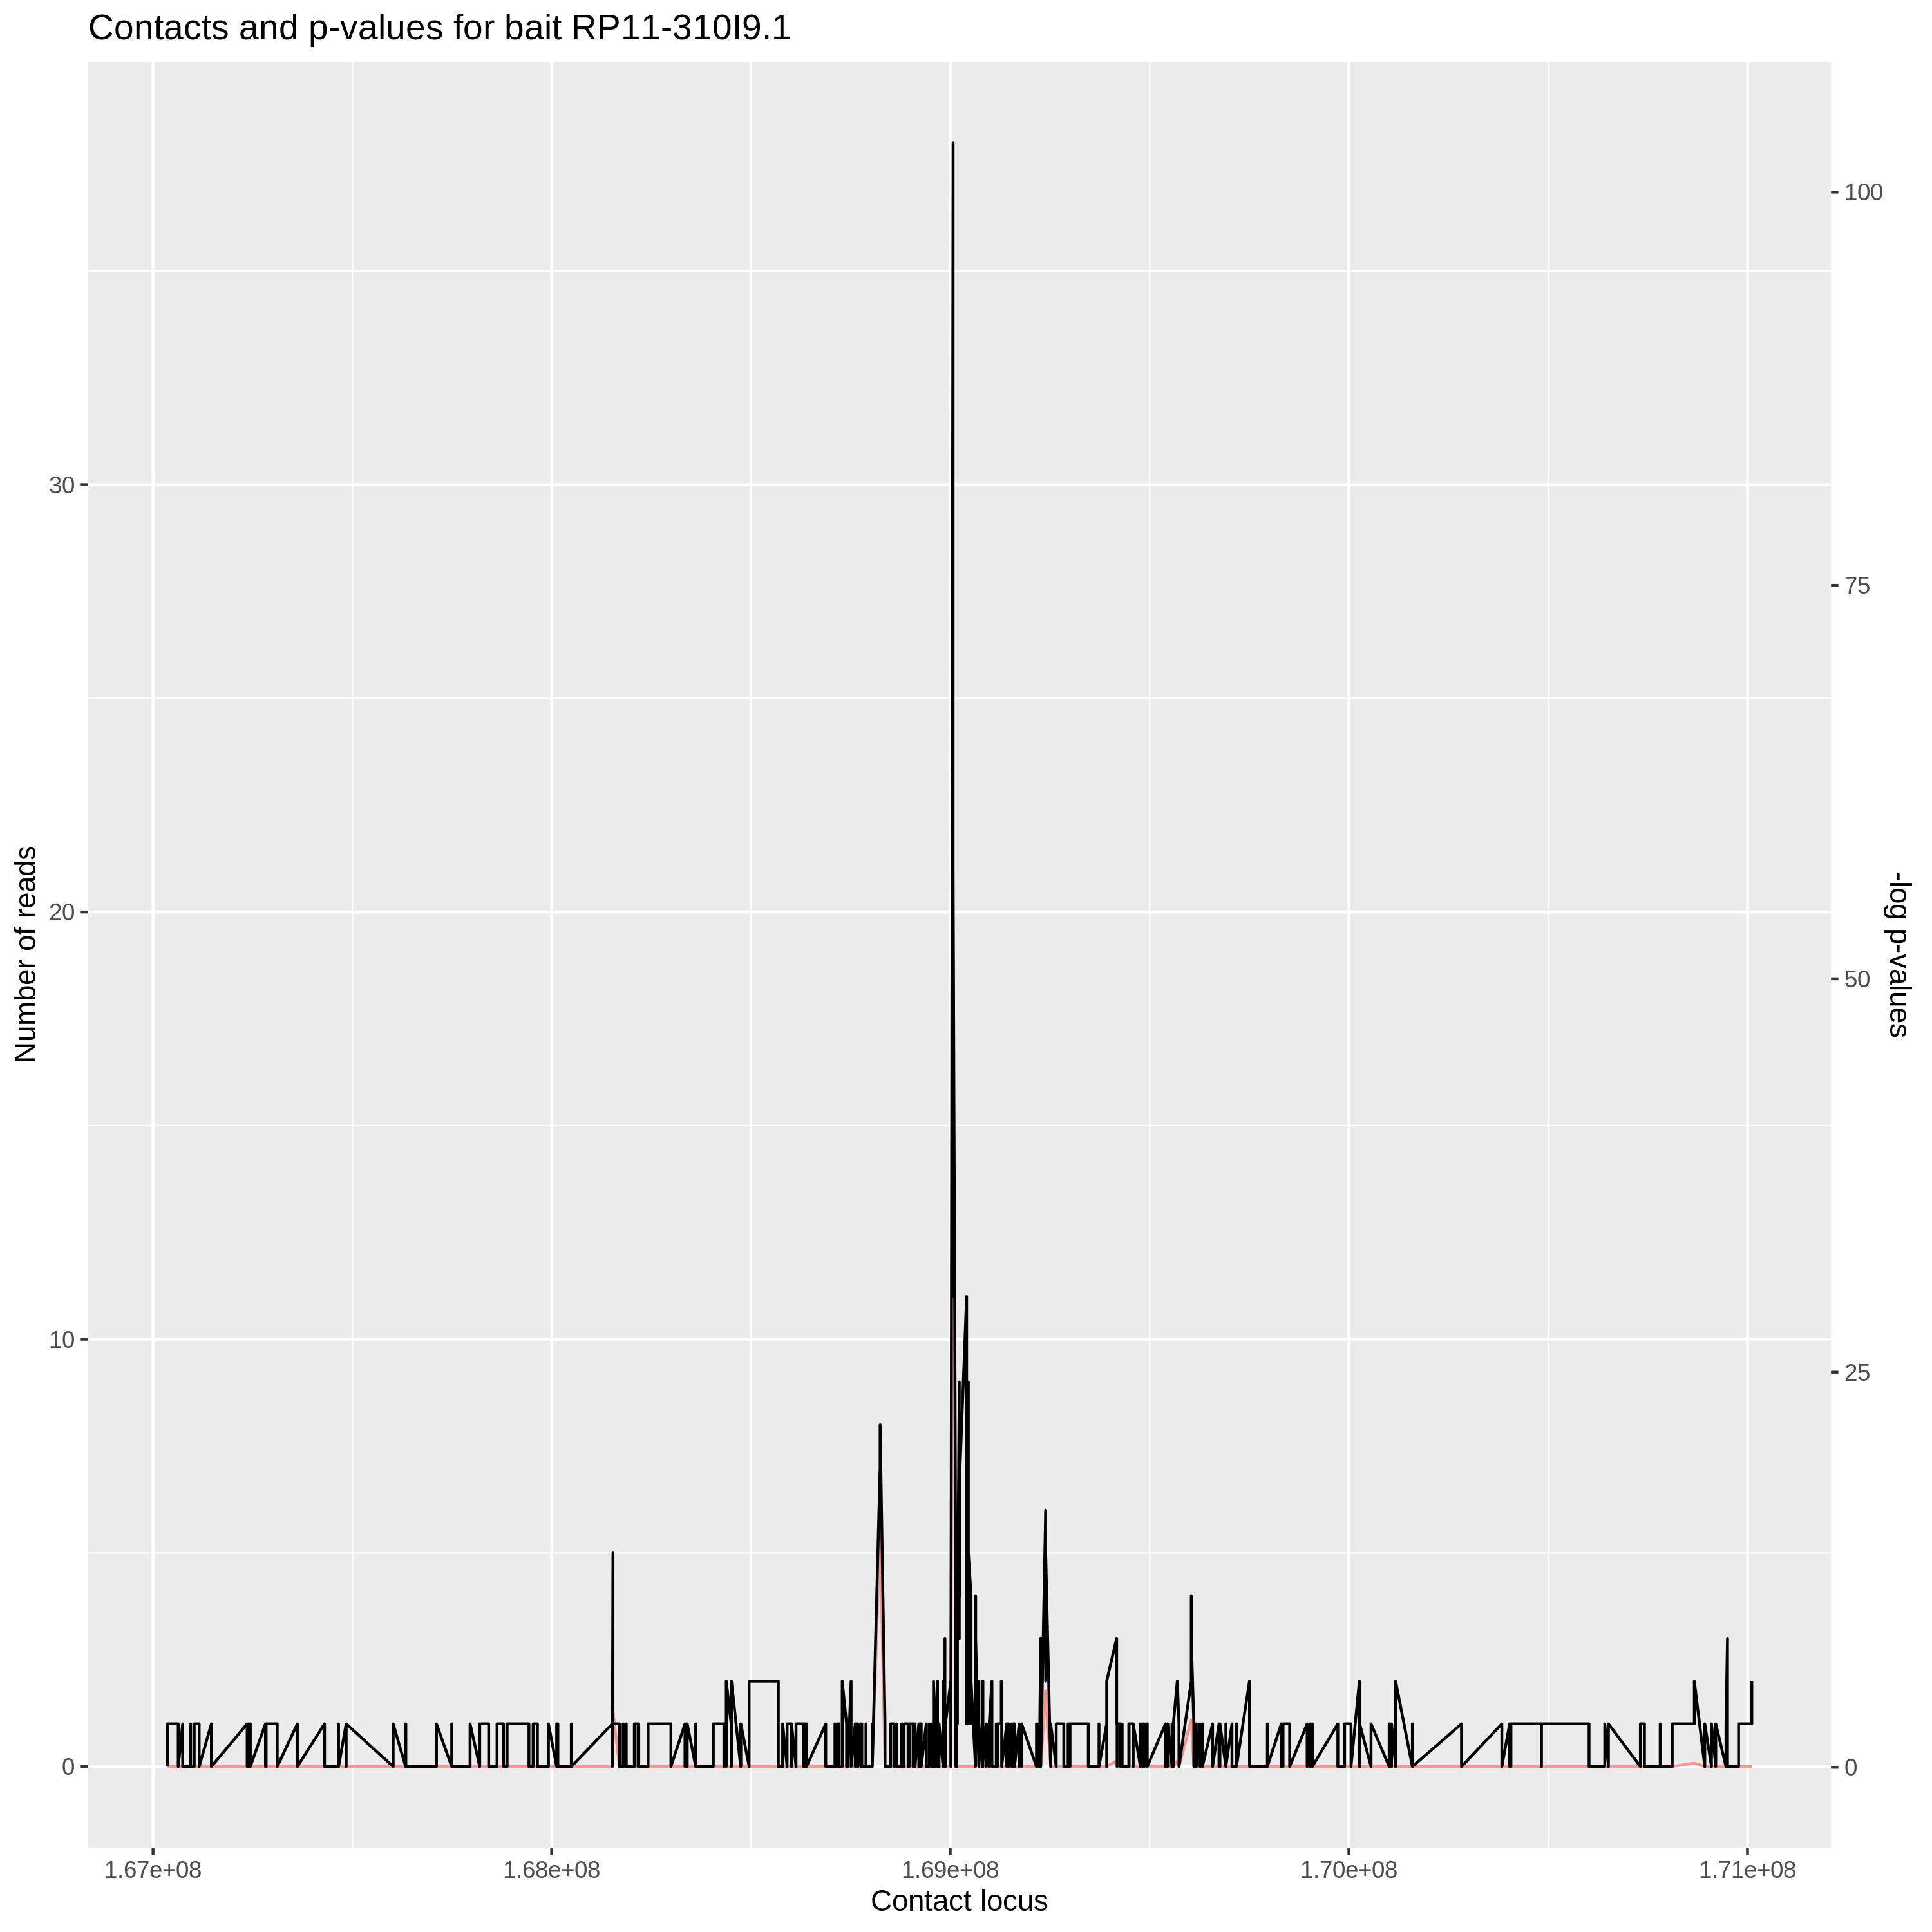 Contacts and p-values for bait RP11-310I9.1
Number of reads
30
20
10
0
100
75
50
25
0
-log p-values
1.67e+08
1.68e+08
1.69e+08
1.70e+08
1.71e+08
Contact locus